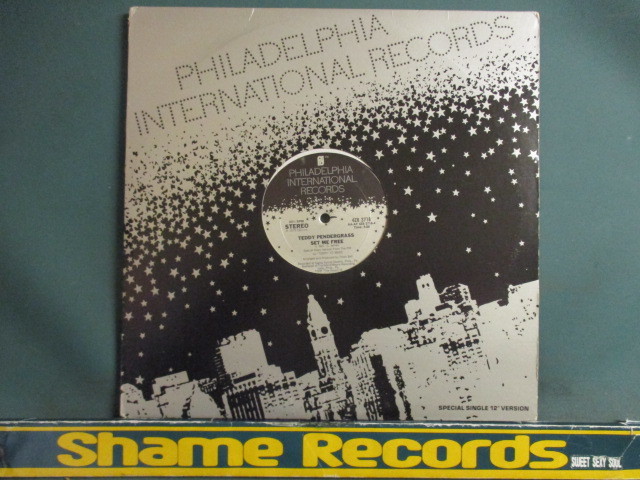 PHILADELPHIA
INTERNATIONAL RECORDS
PHILADELPHIA
INTERNATIONAL
RECORDS
STEREO
TEDDY PENDERGRASS
SET ME FREE
SPECIAL SINGLE 12" VERSION
Shame Records
SWEET SEXY SOUL